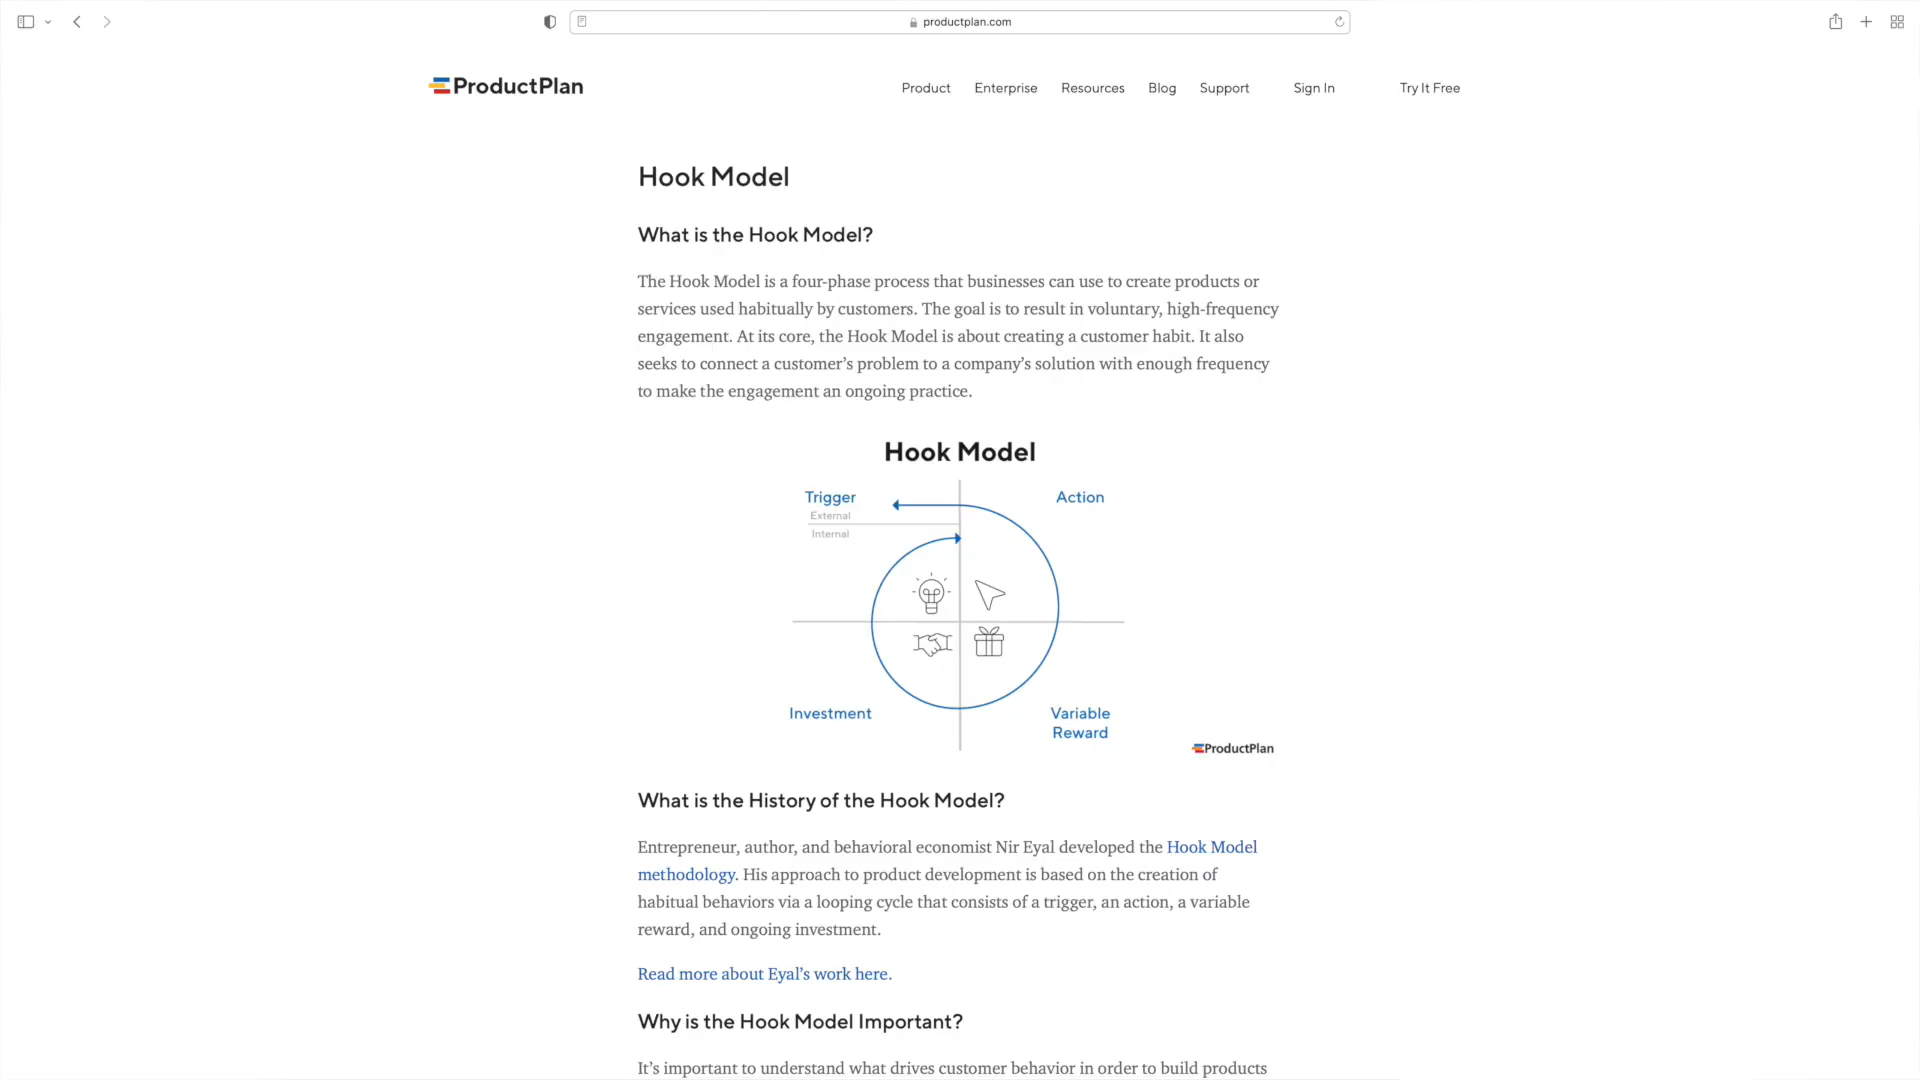 productplan.com
ProductPlan
Product Enterprise Resources Blog Support Sign In Try It Free
Hook Model
What is the Hook Model?
The Hook Model is a four-phase process that businesses can use to create products or
services used habitually by customers. The goal is to result in voluntary, high-frequency
engagement. At its core, the Hook Model is about creating a customer habit. It also
seeks to connect a customer’s problem to a company’s solution with enough frequency
to make the engagement an ongoing practice.
Hook Model
Trigger
External
Internal
Action
Investment
Variable
Reward
ProductPlan
What is the History of the Hook Model?
Entrepreneur, author, and behavioral economist Nir Eyal developed the Hook Model
methodology. His approach to product development is based on the creation of
habitual behaviors via a looping cycle that consists of a trigger, an action, a variable
reward, and ongoing investment.
Read more about Eyal’s work here.
Why is the Hook Model Important?
It’s important to understand what drives customer behavior in order to build products